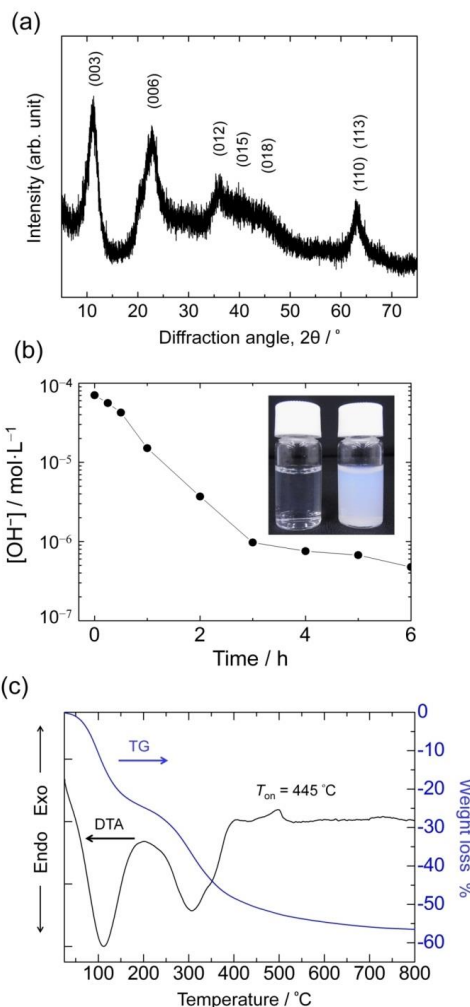 (a)
Intensity (arb. unit)
(003)
(006)
(012)
(015)
(018)
(110)
(113)
10 20 30 40 50 60 70
Diffraction angle, 2θ / °
(b)
[OH⁻] / mol·L⁻¹
10⁻⁴
10⁻⁵
10⁻⁶
10⁻⁷
0 2 4 6
Time / h
(c)
Endo Exo
TG
DTA
Tₒₙ = 445 °C
0
-10
-20
-30
-40
-50
-60
Weight loss %
100 200 300 400 500 600 700 800
Temperature / °C